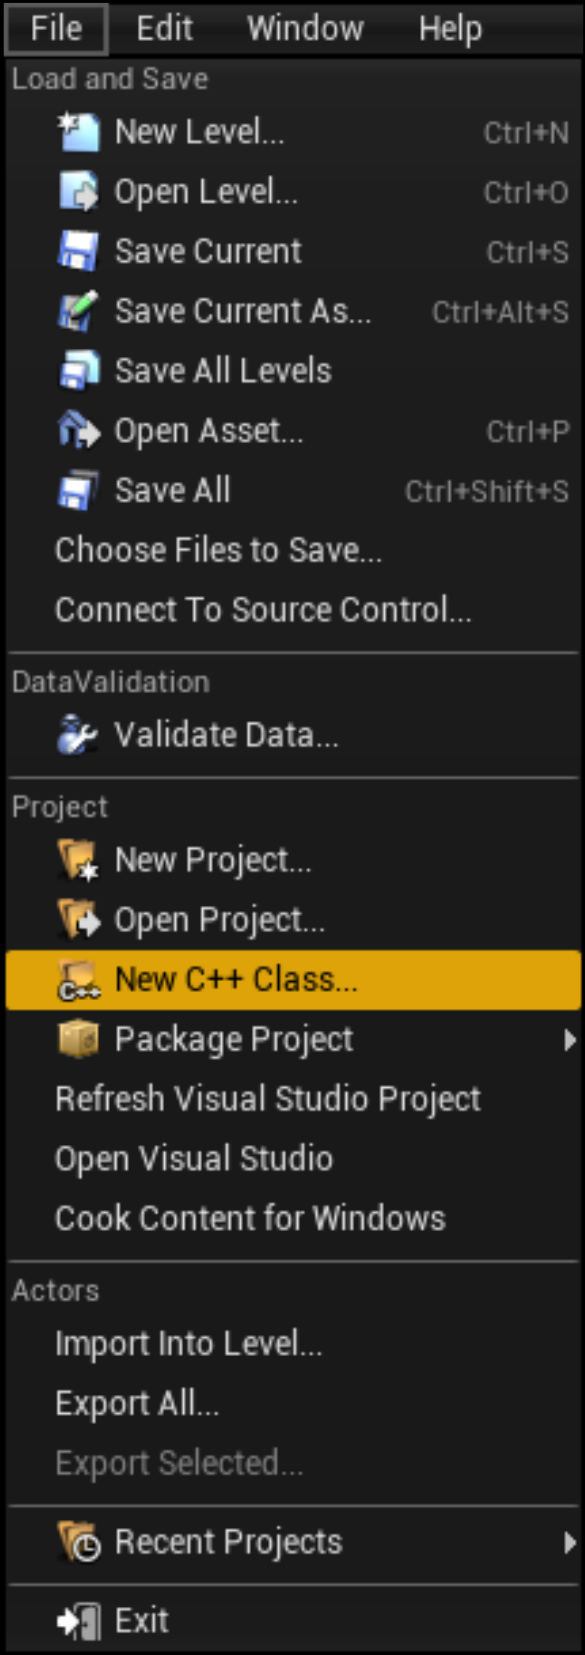 File Edit Window Help
Load and Save
New Level... Ctrl+N
Open Level... Ctrl+O
Save Current Ctrl+S
Save Current As... Ctrl+Alt+S
Save All Levels
Open Asset... Ctrl+P
Save All Ctrl+Shift+S
Choose Files to Save...
Connect To Source Control...
DataValidation
Validate Data...
Project
New Project...
Open Project...
C++ New C++ Class...
Package Project
Refresh Visual Studio Project
Open Visual Studio
Cook Content for Windows
Actors
Import Into Level...
Export All...
Export Selected...
Recent Projects
Exit